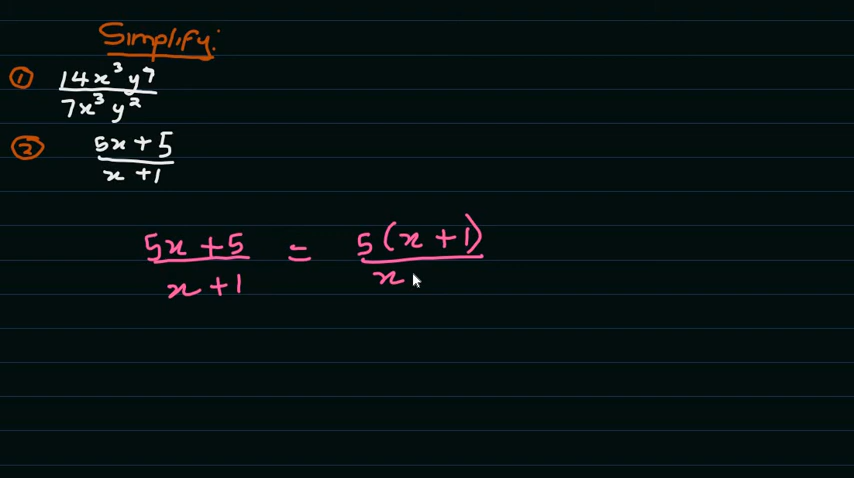 Simplify:
① 14x³y⁷
7x³y²
② 5x + 5
x + 1
5x + 5 = 5(x + 1)
x + 1 x